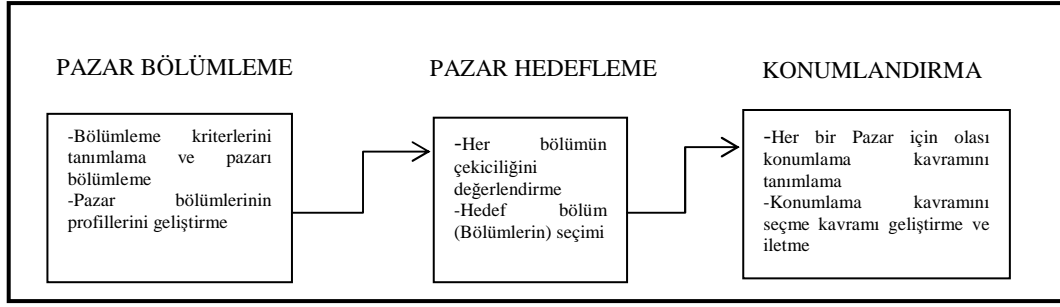 PAZAR BÖLÜMLEME
-Bölümleme kriterlerini
tanımlama ve pazarı
bölümleme
-Pazar bölümlerinin
profillerini geliştirme
PAZAR HEDEFLEME
-Her bölümün
çekiciliğini
değerlendirme
-Hedef bölüm
(Bölümlerin) seçimi
KONUMLANDIRMA
-Her bir Pazar için olası
konumlama kavramını
tanımlama
-Konumlama kavramını
seçme kavramı geliştirme ve
iletme